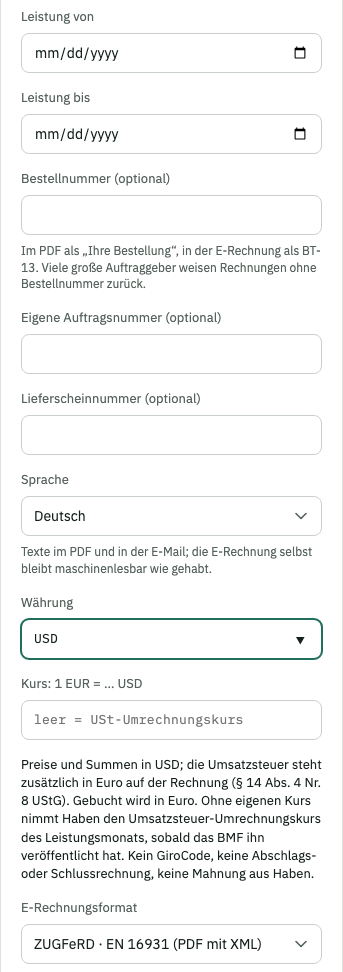 Leistung von
mm/dd/yyyy
Leistung bis
mm/dd/yyyy
Bestellnummer (optional)
Im PDF als „Ihre Bestellung“, in der E-Rechnung als BT-
13. Viele große Auftraggeber weisen Rechnungen ohne
Bestellnummer zurück.
Eigene Auftragsnummer (optional)
Lieferscheinnummer (optional)
Sprache
Deutsch
Texte im PDF und in der E-Mail; die E-Rechnung selbst
bleibt maschinenlesbar wie gehabt.
Währung
USD
Kurs: 1 EUR = … USD
leer = USt-Umrechnungskurs
Preise und Summen in USD; die Umsatzsteuer steht
zusätzlich in Euro auf der Rechnung (§ 14 Abs. 4 Nr.
8 UStG). Gebucht wird in Euro. Ohne eigenen Kurs
nimmt Haben den Umsatzsteuer-Umrechnungskurs
des Leistungsmonats, sobald das BMF ihn
veröffentlicht hat. Kein GiroCode, keine Abschlags-
oder Schlussrechnung, keine Mahnung aus Haben.
E-Rechnungsformat
ZUGFeRD · EN 16931 (PDF mit XML)